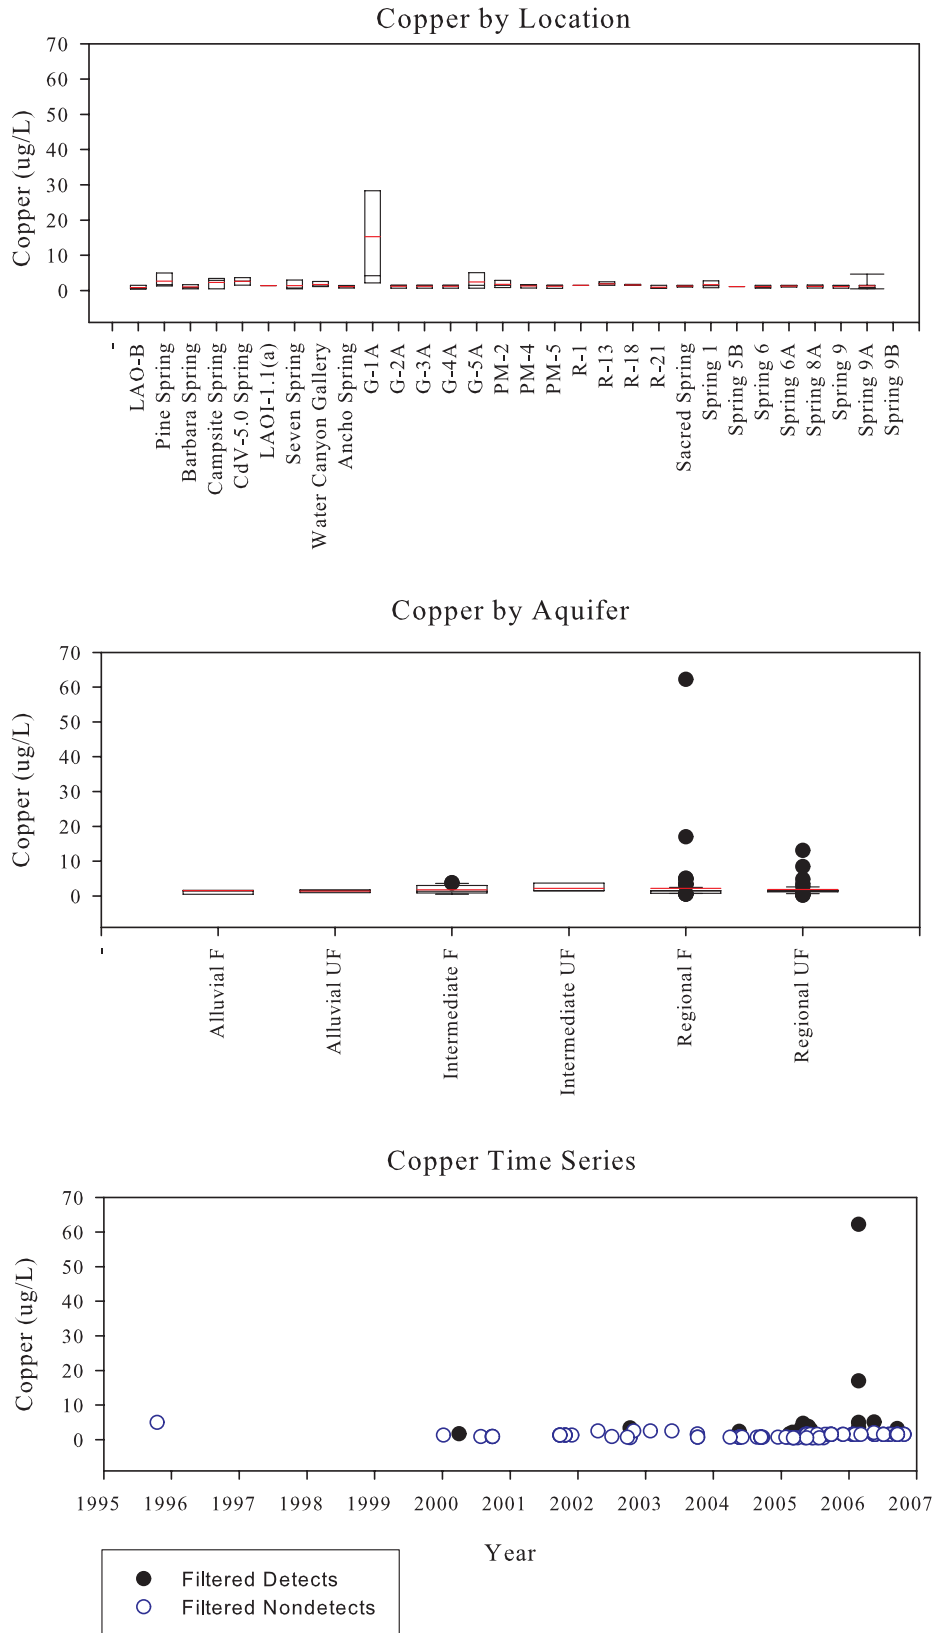 Copper by Location
70
60
50
40
30
20
10
0
Copper (ug/L)
-
LAO-B
Pine Spring
Barbara Spring
Campsite Spring
CdV-5.0 Spring
LAOI-1.1(a)
Seven Spring
Water Canyon Gallery
Ancho Spring
G-1A
G-2A
G-3A
G-4A
G-5A
PM-2
PM-4
PM-5
R-1
R-13
R-18
R-21
Sacred Spring
Spring 1
Spring 5B
Spring 6
Spring 6A
Spring 8A
Spring 9
Spring 9A
Spring 9B
Copper by Aquifer
70
60
50
40
30
20
10
0
Copper (ug/L)
-
Alluvial F
Alluvial UF
Intermediate F
Intermediate UF
Regional F
Regional UF
Copper Time Series
70
60
50
40
30
20
10
0
Copper (ug/L)
1995 1996 1997 1998 1999 2000 2001 2002 2003 2004 2005 2006 2007
Year
Filtered Detects
Filtered Nondetects